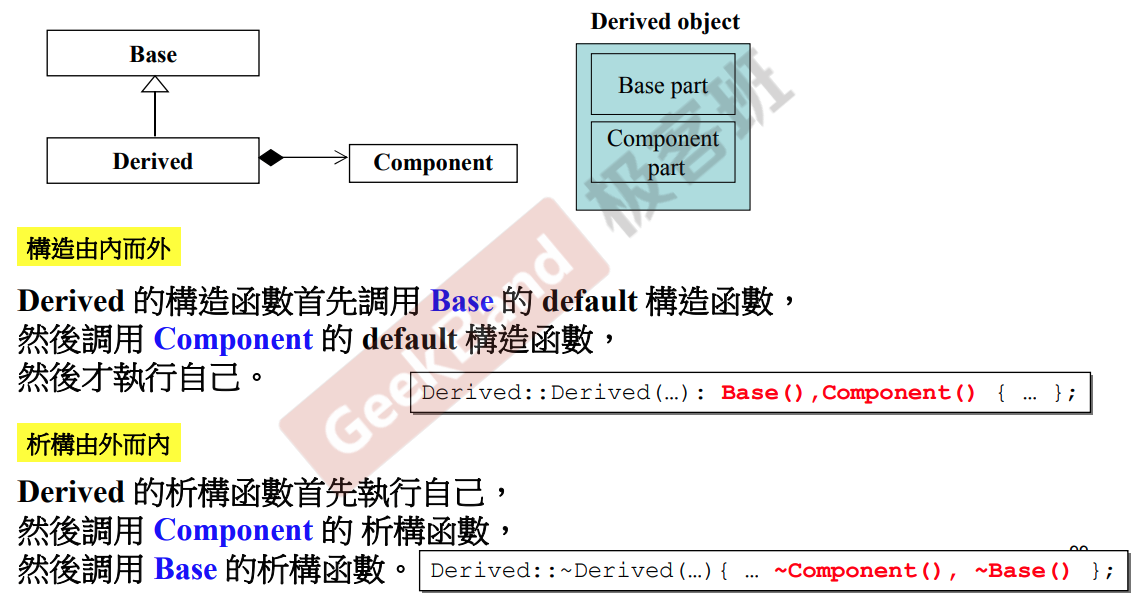 Derived object
Base
Base part
Component
part
Derived
Component
構造由內而外
Derived 的構造函數首先調用 Base 的 default 構造函數，
然後調用 Component 的 default 構造函數，
然後才執行自己。
Derived::Derived(…): Base(),Component() { … };
析構由外而內
Derived 的析構函數首先執行自己，
然後調用 Component 的 析構函數，
然後調用 Base 的析構函數。
Derived::~Derived(…){ … ~Component(), ~Base() };
GeekBand 极客班